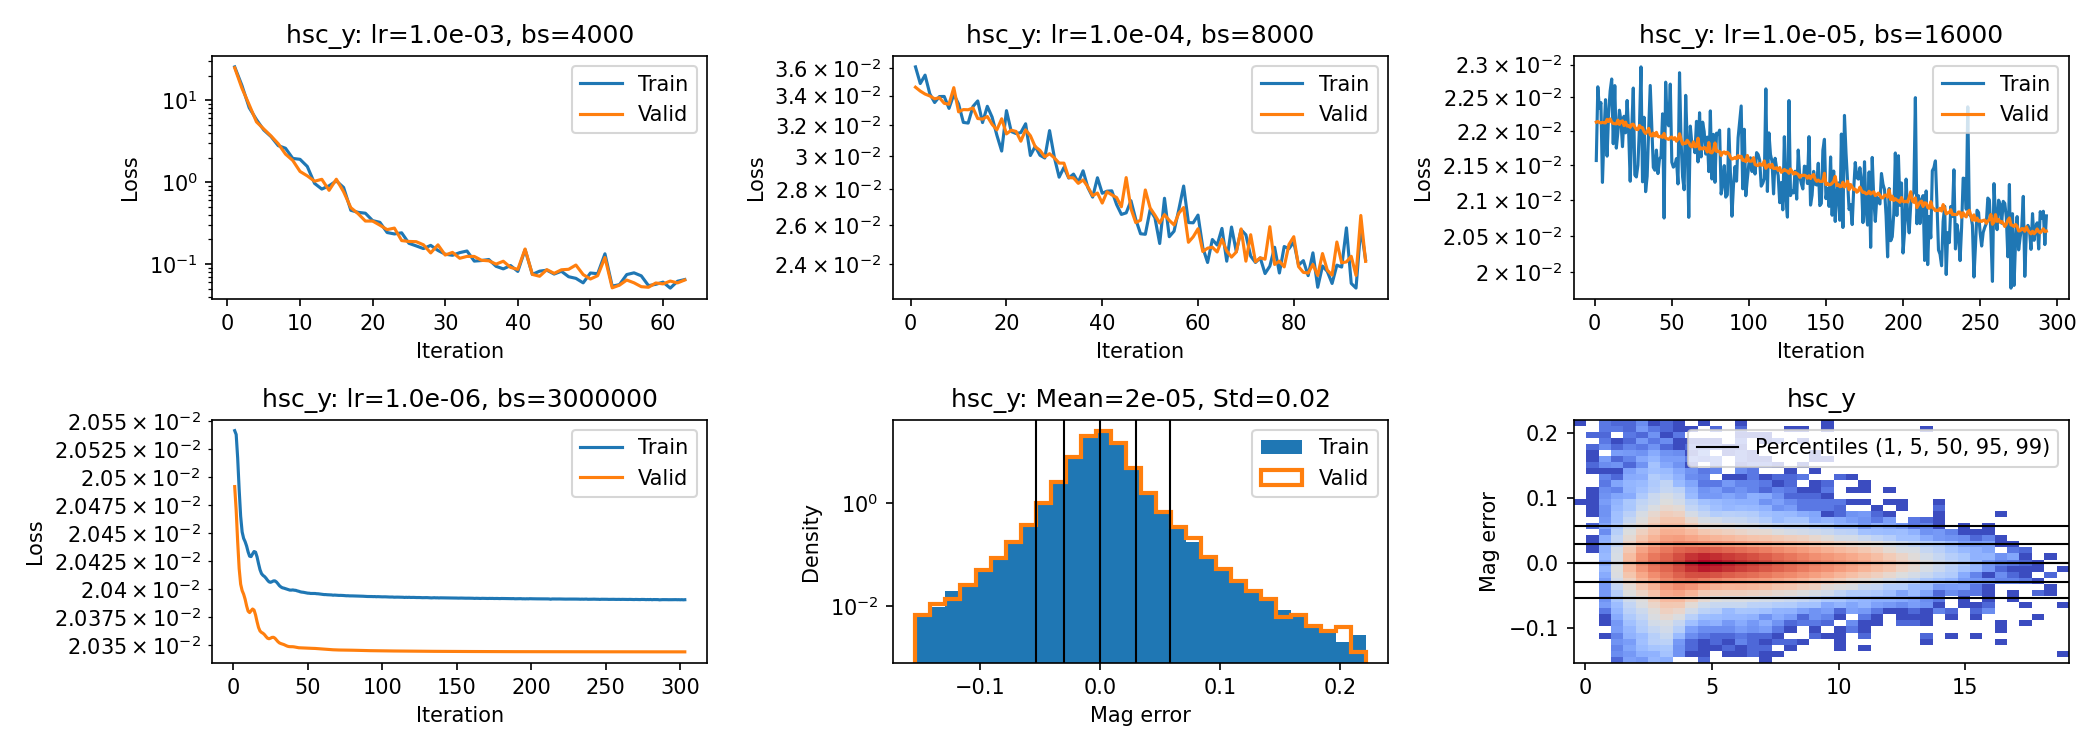 hsc_y: lr=1.0e-03, bs=4000
Loss
10¹
10⁰
10⁻¹
Train
Valid
0 10 20 30 40 50 60
Iteration
hsc_y: lr=1.0e-04, bs=8000
Loss
3.6 × 10⁻²
3.4 × 10⁻²
3.2 × 10⁻²
3 × 10⁻²
2.8 × 10⁻²
2.6 × 10⁻²
2.4 × 10⁻²
Train
Valid
0 20 40 60 80
Iteration
hsc_y: lr=1.0e-05, bs=16000
Loss
2.3 × 10⁻²
2.25 × 10⁻²
2.2 × 10⁻²
2.15 × 10⁻²
2.1 × 10⁻²
2.05 × 10⁻²
2 × 10⁻²
Train
Valid
0 50 100 150 200 250 300
Iteration
hsc_y: lr=1.0e-06, bs=3000000
Loss
2.055 × 10⁻²
2.0525 × 10⁻²
2.05 × 10⁻²
2.0475 × 10⁻²
2.045 × 10⁻²
2.0425 × 10⁻²
2.04 × 10⁻²
2.0375 × 10⁻²
2.035 × 10⁻²
Train
Valid
0 50 100 150 200 250 300
Iteration
hsc_y: Mean=2e-05, Std=0.02
Density
10⁰
10⁻²
Train
Valid
−0.1 0.0 0.1 0.2
Mag error
hsc_y
Mag error
0.2
0.1
0.0
−0.1
Percentiles (1, 5, 50, 95, 99)
0 5 10 15